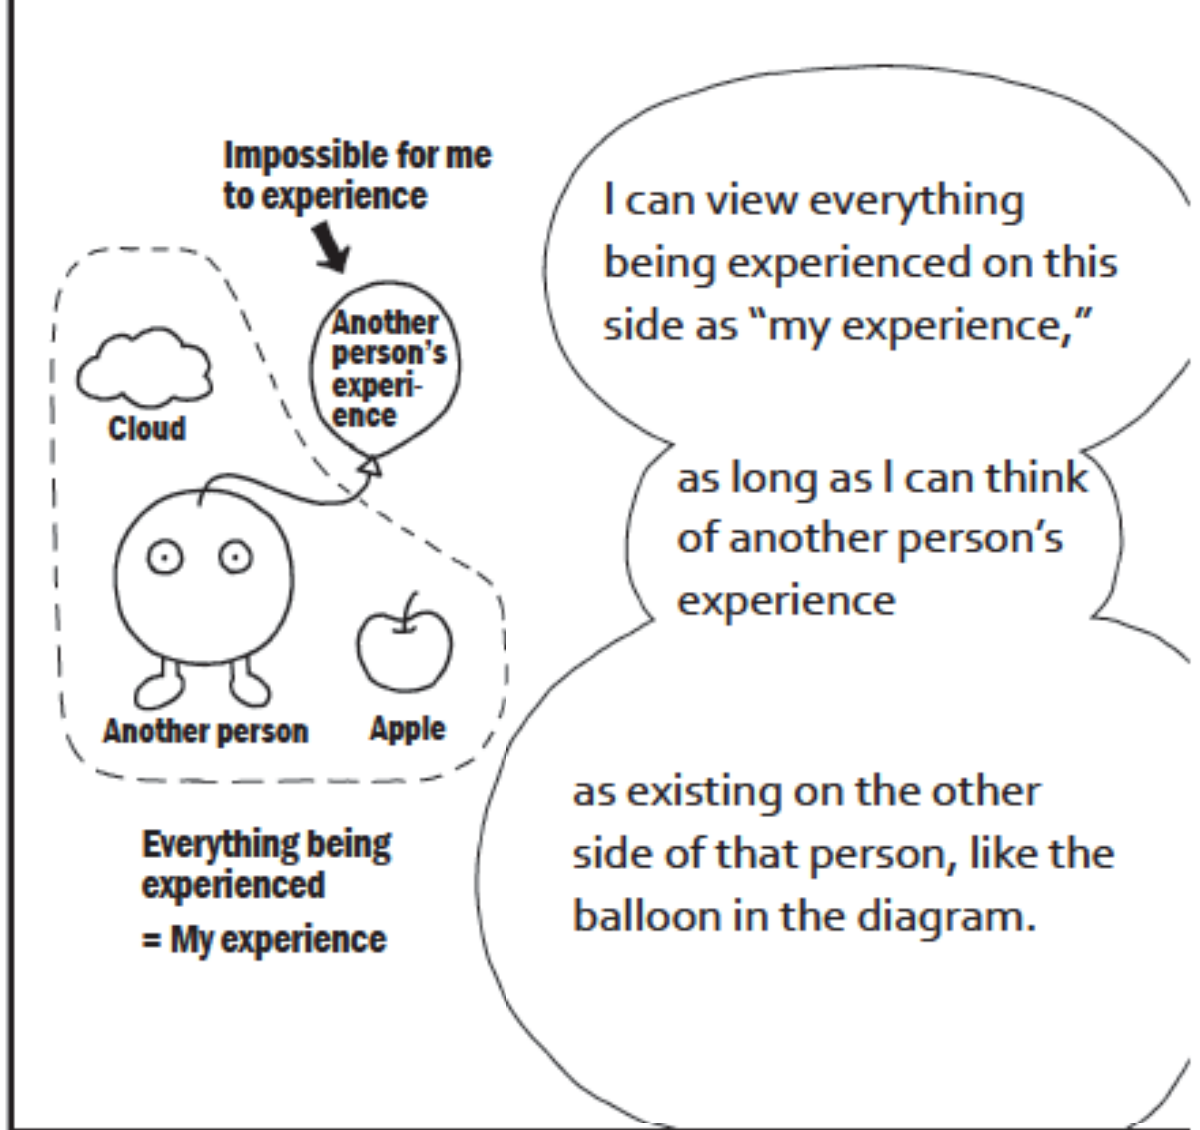 Impossible for me
to experience
Another
person's
experi-
ence
Cloud
Another person
Apple
Everything being
experienced
= My experience
I can view everything
being experienced on this
side as “my experience,”
as long as I can think
of another person's
experience
as existing on the other
side of that person, like the
balloon in the diagram.